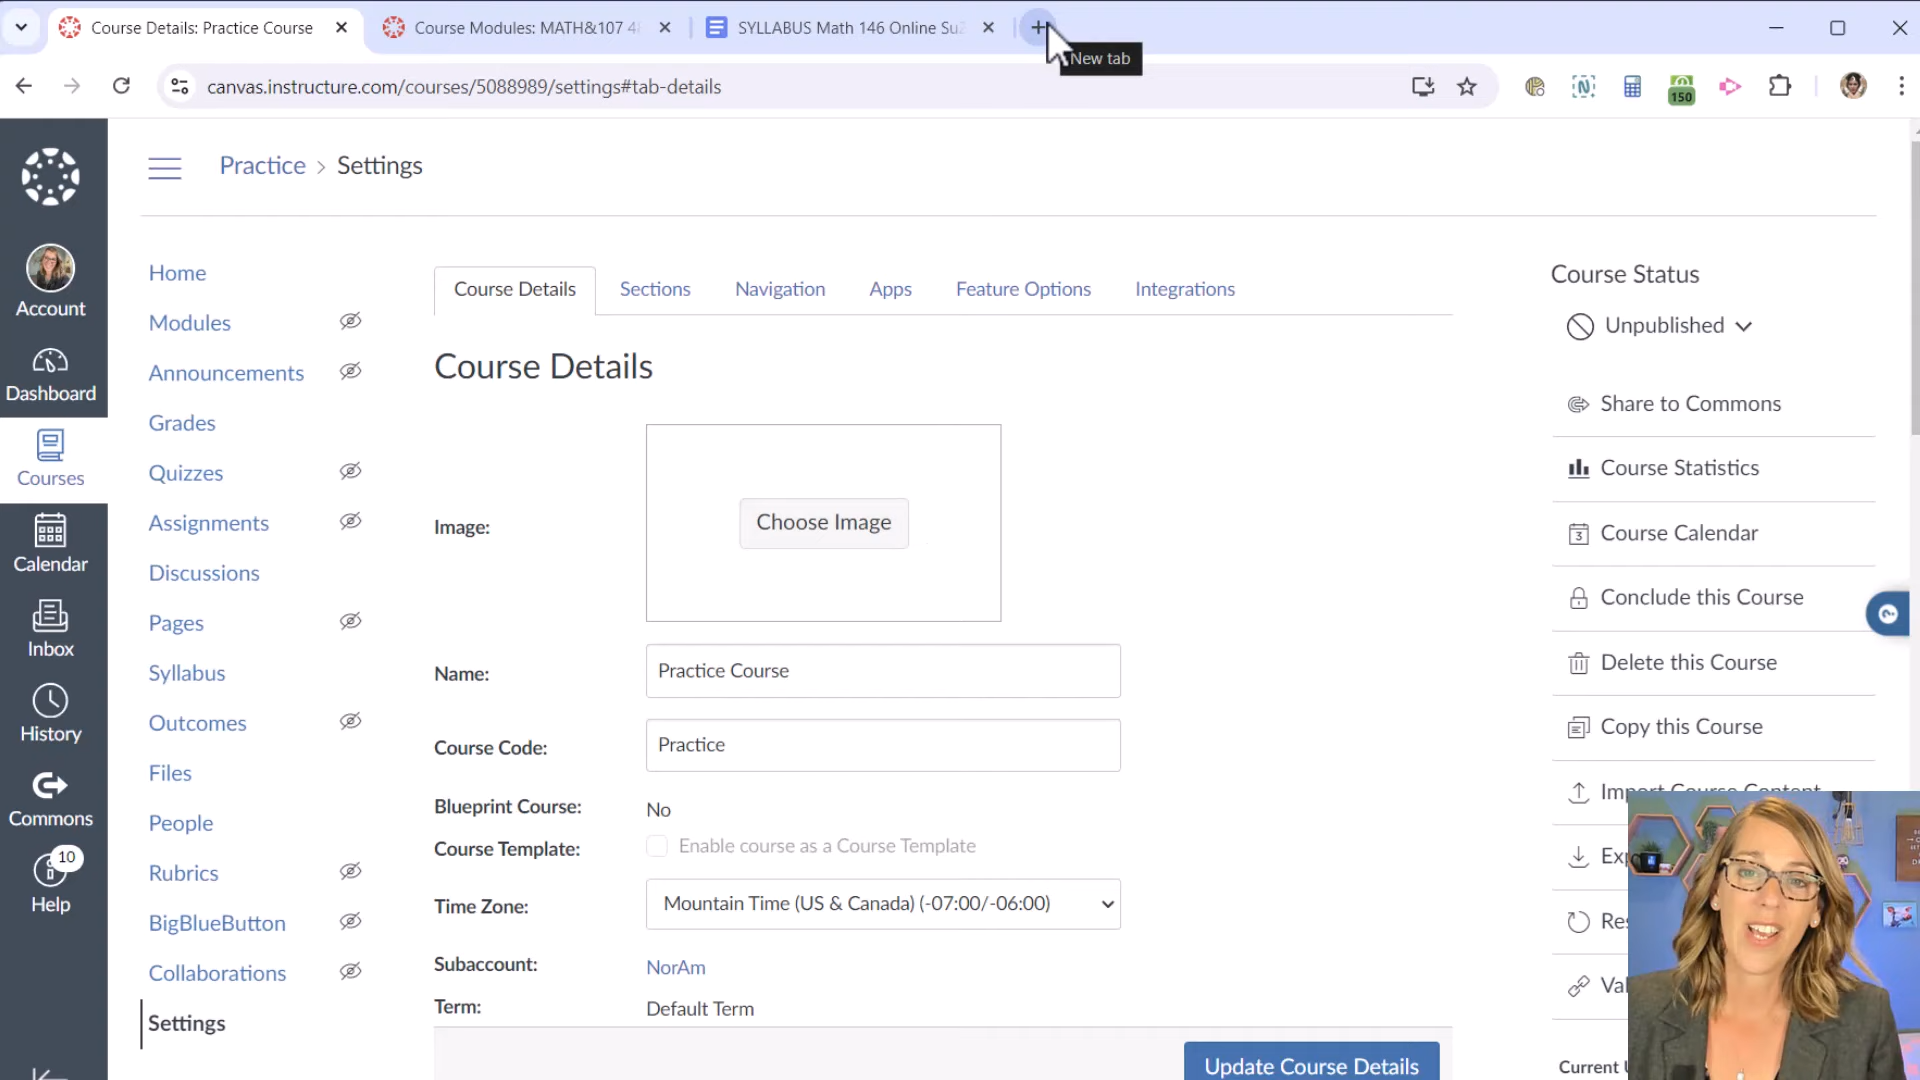 Course Details: Practice Course
Course Modules: MATH&107 4
SYLLABUS Math 146 Online Su
New tab
canvas.instructure.com/courses/5088989/settings#tab-details
150
Practice > Settings
Account
Dashboard
Courses
Calendar
Inbox
History
Commons
10
Help
Home
Modules
Announcements
Grades
Quizzes
Assignments
Discussions
Pages
Syllabus
Outcomes
Files
People
Rubrics
BigBlueButton
Collaborations
Settings
Course Details
Sections
Navigation
Apps
Feature Options
Integrations
Course Details
Image:
Choose Image
Name:
Practice Course
Course Code:
Practice
Blueprint Course:
No
Course Template:
Enable course as a Course Template
Time Zone:
Mountain Time (US & Canada) (-07:00/-06:00)
Subaccount:
NorAm
Term:
Default Term
Update Course Details
Course Status
Unpublished
Share to Commons
Course Statistics
3
Course Calendar
Conclude this Course
Delete this Course
Copy this Course
Import Course Content
Ex
Res
Val
Current